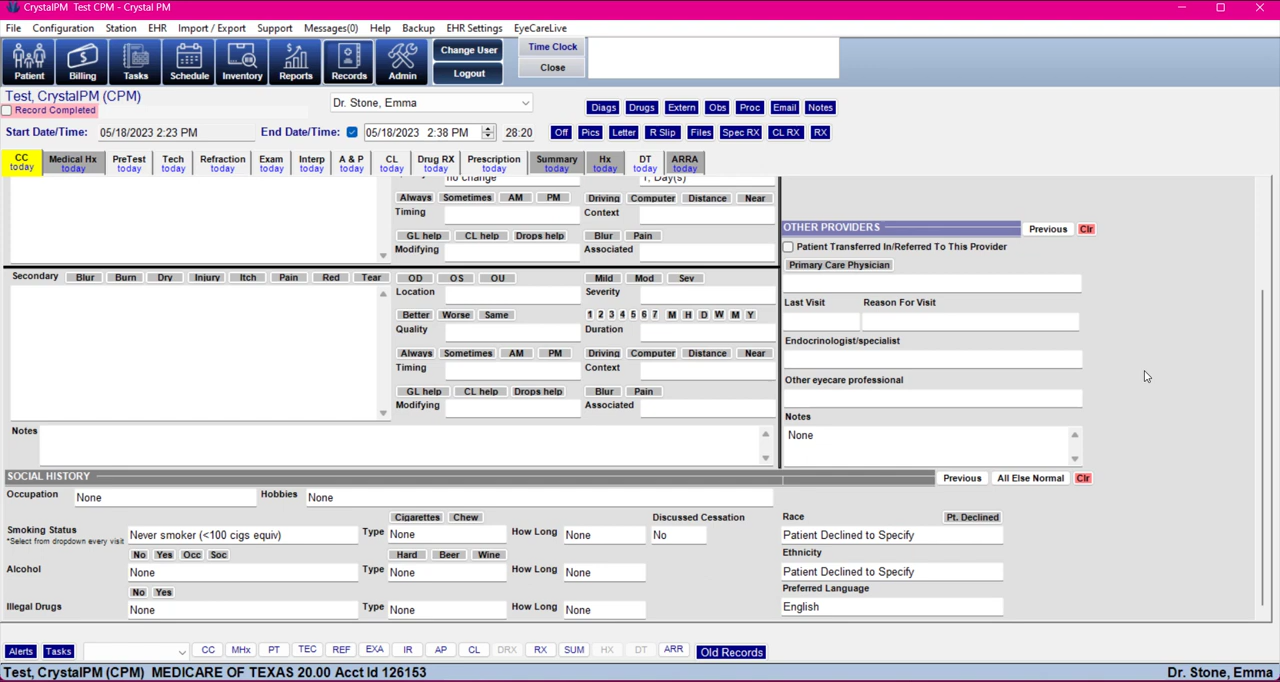 CrystalPM  Test CPM - Crystal PM
File Configuration Station EHR Import / Export Support Messages(0) Help Backup EHR Settings EyeCareLive
Patient Billing Tasks Schedule Inventory Reports Records Admin
Change User
Logout
Time Clock
Close
Test, CrystalPM (CPM)
Record Completed
Dr. Stone, Emma
Diags Drugs Extern Obs Proc Email Notes
Start Date/Time: 05/18/2023 2:23 PM End Date/Time: 05/18/2023 2:38 PM 28:20
Off Pics Letter R Slip Files Spec RX CL RX RX
CC Medical Hx PreTest Tech Refraction Exam Interp A & P CL Drug RX Prescription Summary Hx DT ARRA
today today today today today today today today today today today today today today today
no change 1, Day(s)
Always Sometimes AM PM Driving Computer Distance Near
Timing Context
GL help CL help Drops help Blur Pain
Modifying Associated
OTHER PROVIDERS Previous Clr
Patient Transferred In/Referred To This Provider
Primary Care Physician
Last Visit Reason For Visit
Endocrinologist/specialist
Other eyecare professional
Notes
None
Secondary Blur Burn Dry Injury Itch Pain Red Tear OD OS OU Mild Mod Sev
Location Severity
Better Worse Same 1 2 3 4 5 6 7 M H D W M Y
Quality Duration
Always Sometimes AM PM Driving Computer Distance Near
Timing Context
GL help CL help Drops help Blur Pain
Modifying Associated
Notes
SOCIAL HISTORY Previous All Else Normal Clr
Occupation None Hobbies None
Cigarettes Chew Discussed Cessation
Smoking Status Never smoker (<100 cigs equiv) Type None How Long None No
*Select from dropdown every visit
No Yes Occ Soc Hard Beer Wine
Alcohol None Type None How Long None
No Yes
Illegal Drugs None Type None How Long None
Race Pt. Declined
Patient Declined to Specify
Ethnicity
Patient Declined to Specify
Preferred Language
English
Alerts Tasks CC MHx PT TEC REF EXA IR AP CL DRX RX SUM HX DT ARR Old Records
Test, CrystalPM (CPM) MEDICARE OF TEXAS 20.00 Acct Id 126153 Dr. Stone, Emma